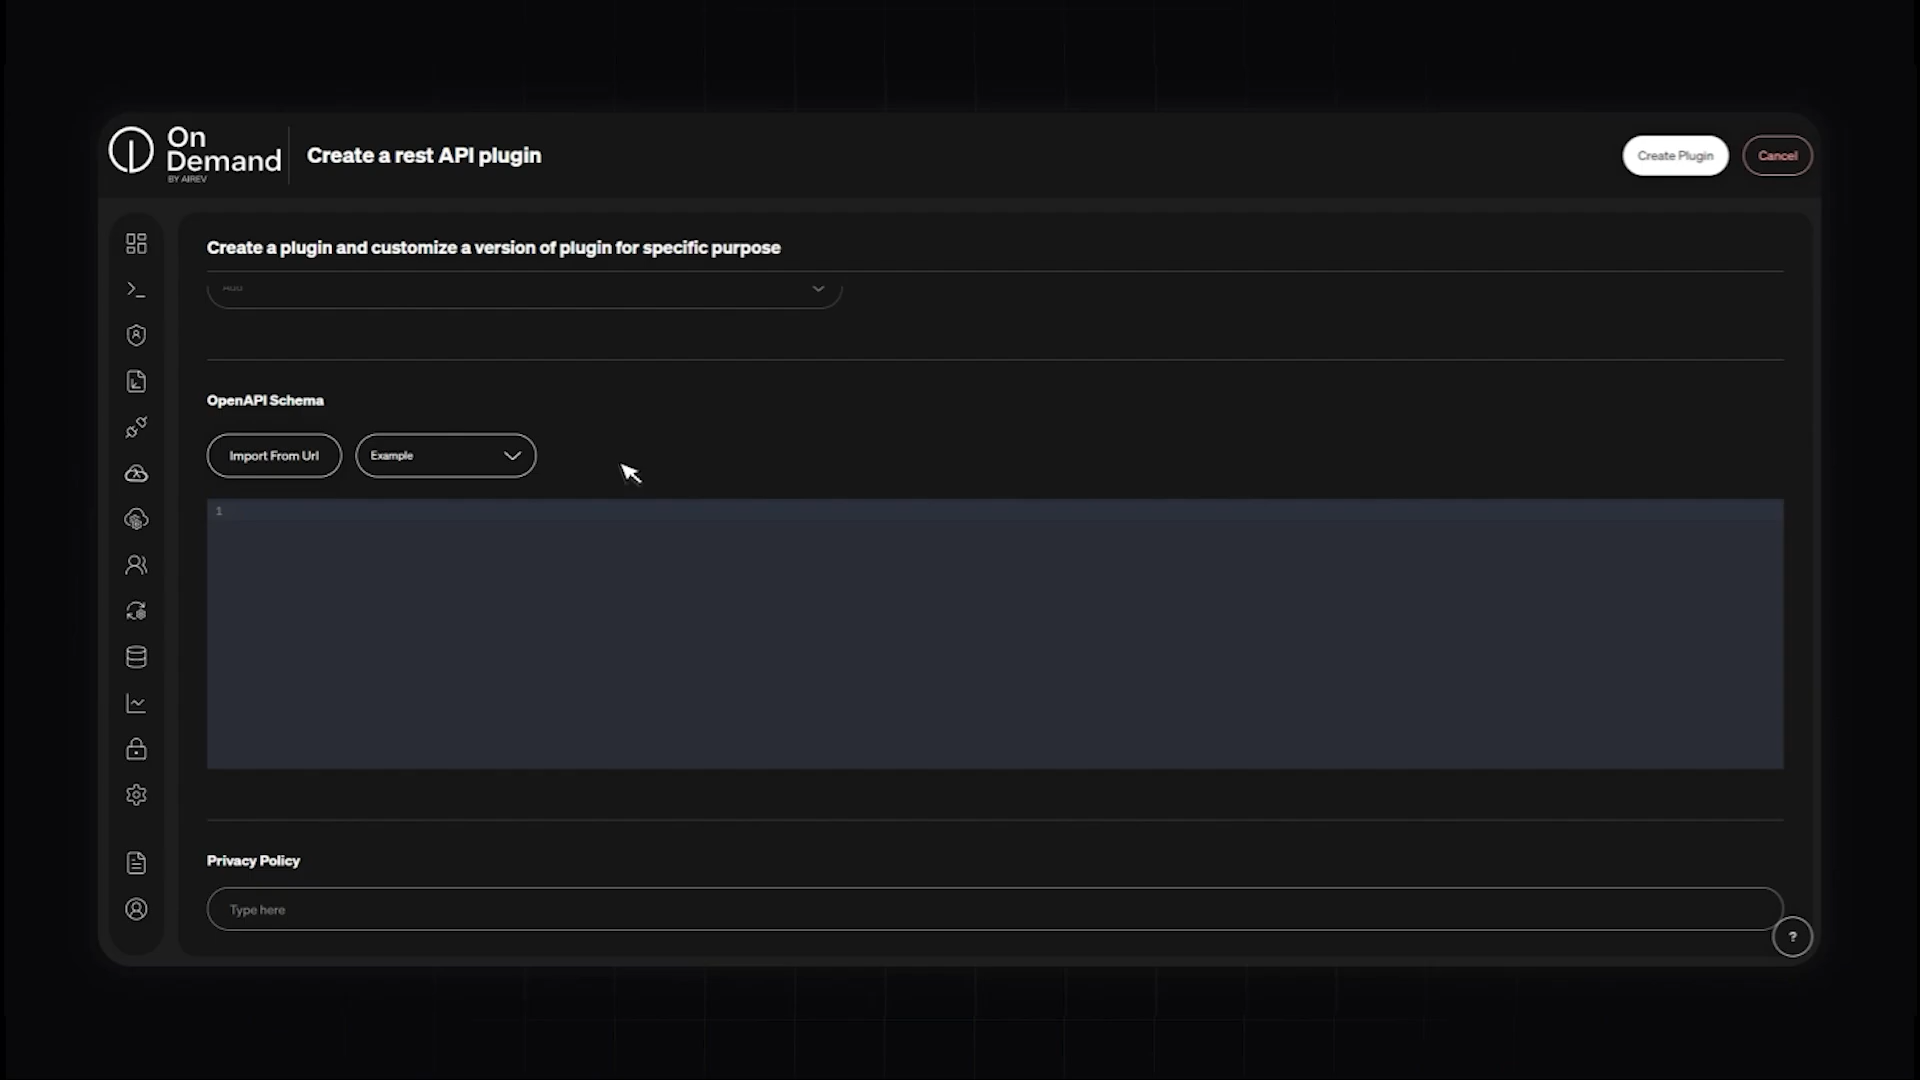 On
Demand
BY AIREV
Create a rest API plugin
Create Plugin
Cancel
Create a plugin and customize a version of plugin for specific purpose
Add
OpenAPI Schema
Import From Url
Example
1
Privacy Policy
Type here
?